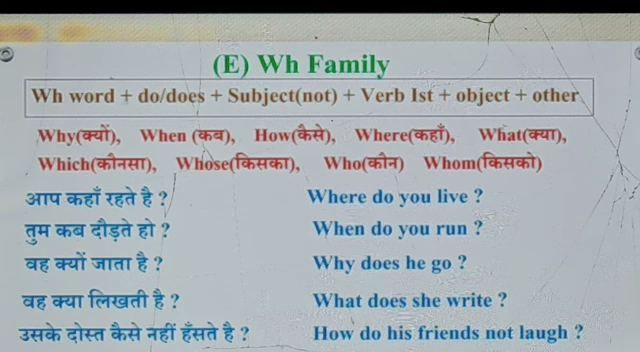 (E) Wh Family
Wh word + do/does + Subject(not) + Verb Ist + object + other
Why(क्यों), When (कब), How(कैसे), Where(कहाँ), What(क्या),
Which(कौनसा), Whose(किसका), Who(कौन) Whom(किसको)
आप कहाँ रहते है ? Where do you live ?
तुम कब दौड़ते हो ? When do you run ?
वह क्यों जाता है ? Why does he go ?
वह क्या लिखती है ? What does she write ?
उसके दोस्त कैसे नहीं हँसते है ? How do his friends not laugh ?